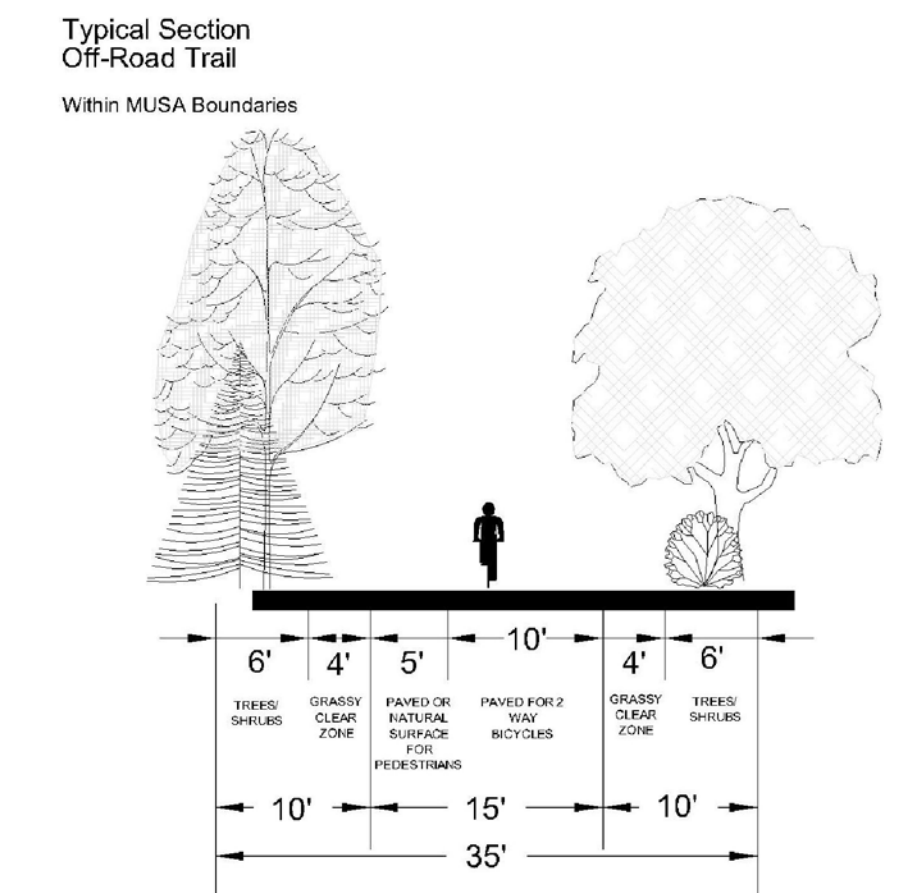 Typical Section
Off-Road Trail
Within MUSA Boundaries
6'
4'
5'
10'
4'
6'
TREES/
SHRUBS
GRASSY
CLEAR
ZONE
PAVED OR
NATURAL
SURFACE
FOR
PEDESTRIANS
PAVED FOR 2
WAY
BICYCLES
GRASSY
CLEAR
ZONE
TREES/
SHRUBS
10'
15'
10'
35'